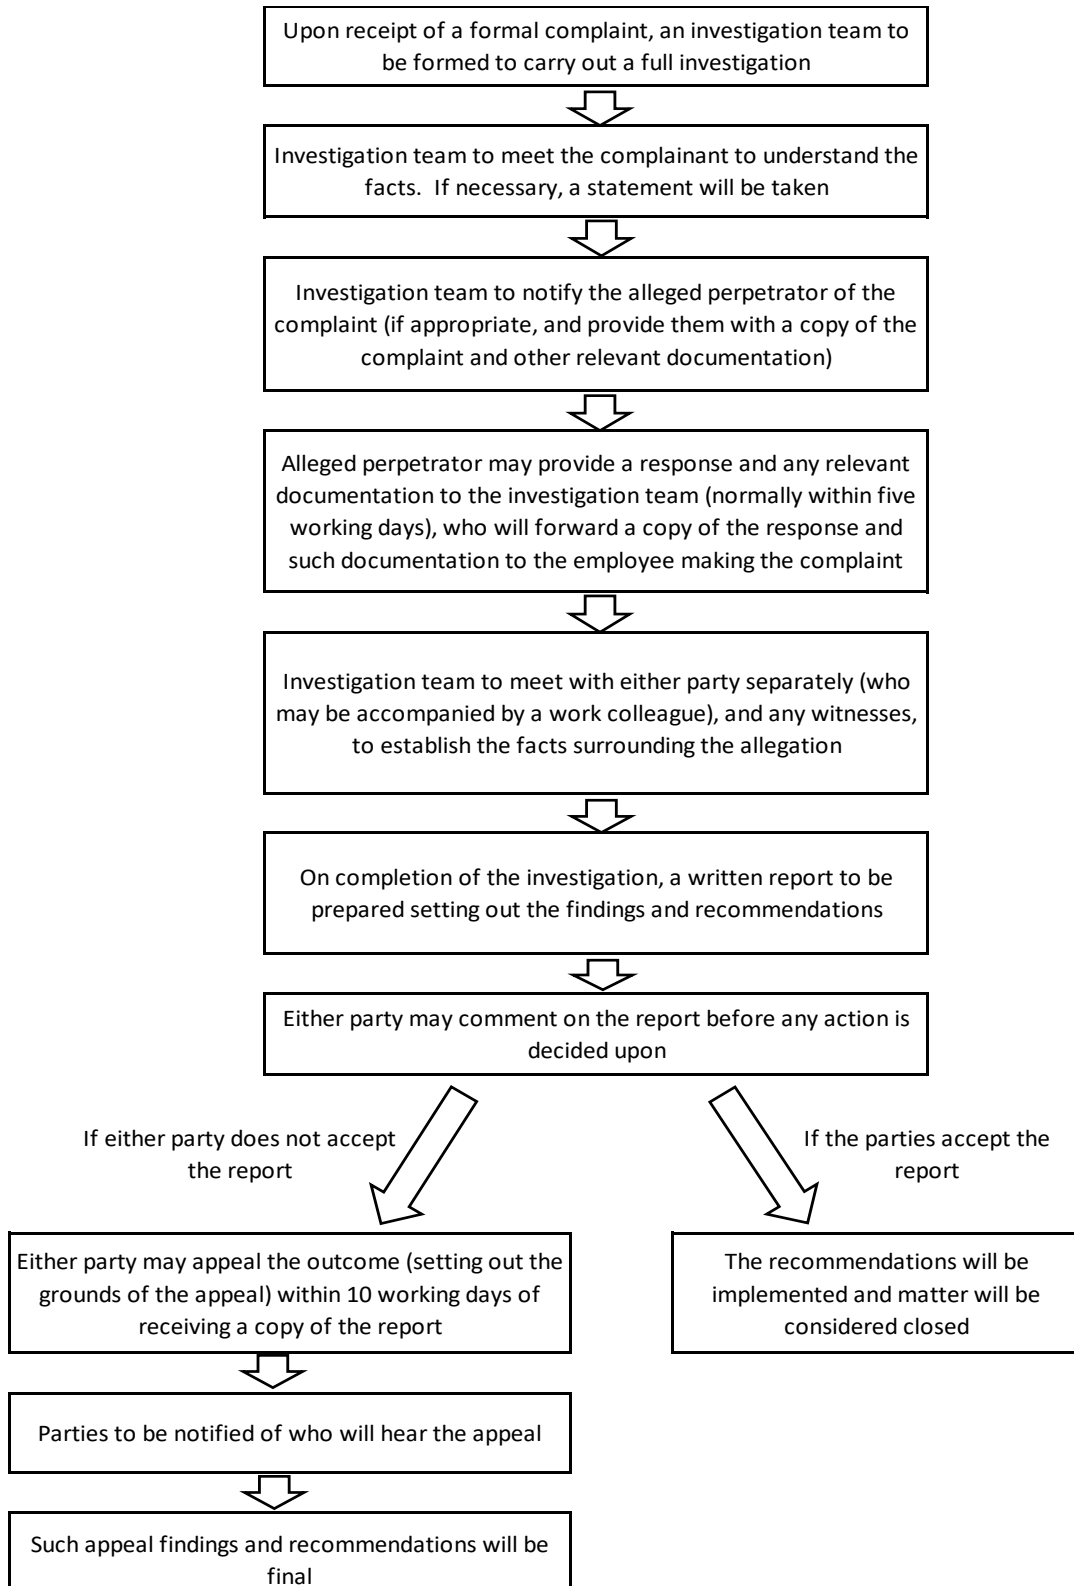 Upon receipt of a formal complaint, an investigation team to
be formed to carry out a full investigation
Investigation team to meet the complainant to understand the
facts.  If necessary, a statement will be taken
Investigation team to notify the alleged perpetrator of the
complaint (if appropriate, and provide them with a copy of the
complaint and other relevant documentation)
Alleged perpetrator may provide a response and any relevant
documentation to the investigation team (normally within five
working days), who will forward a copy of the response and
such documentation to the employee making the complaint
Investigation team to meet with either party separately (who
may be accompanied by a work colleague), and any witnesses,
to establish the facts surrounding the allegation
On completion of the investigation, a written report to be
prepared setting out the findings and recommendations
Either party may comment on the report before any action is
decided upon
If either party does not accept
the report
If the parties accept the
report
Either party may appeal the outcome (setting out the
grounds of the appeal) within 10 working days of
receiving a copy of the report
The recommendations will be
implemented and matter will be
considered closed
Parties to be notified of who will hear the appeal
Such appeal findings and recommendations will be
final